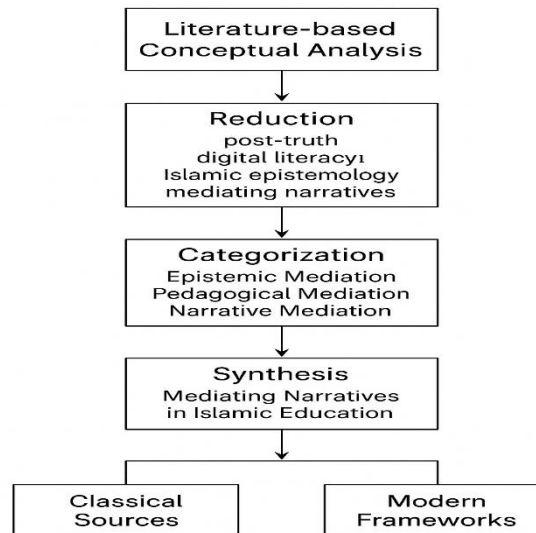 Literature-based
Conceptual Analysis
Reduction
post-truth
digital literacyı
Islamic epistemology
mediating narratives
Categorization
Epistemic Mediation
Pedagogical Mediation
Narrative Mediation
Synthesis
Mediating Narratives
in Islamic Education
Classical
Sources
Modern
Frameworks